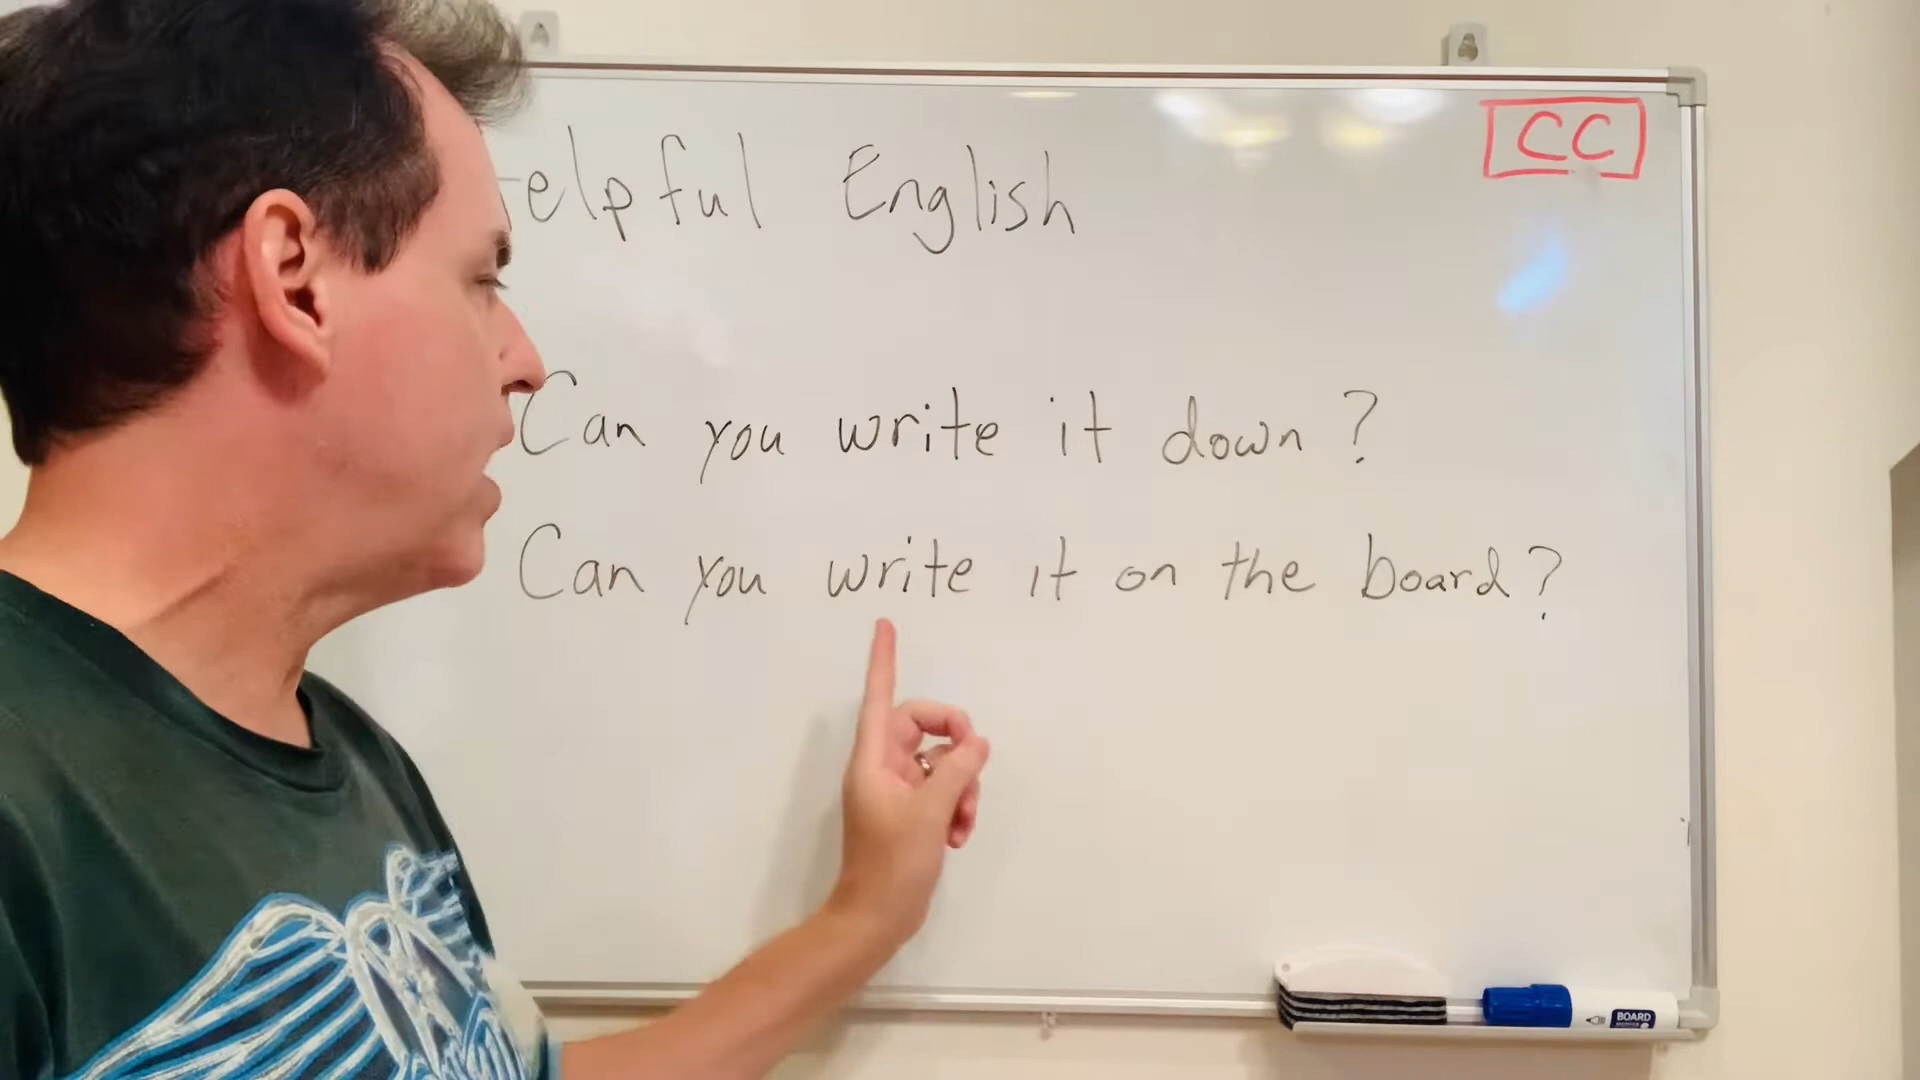 CC
elpful English
Can you write it down?
Can you write it on the board?
BOARD